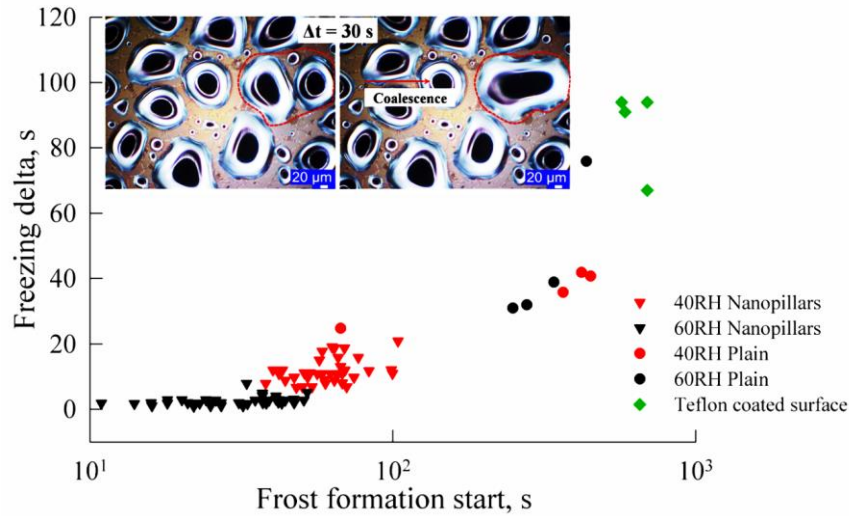 120
100
80
60
40
20
0
Freezing delta, s
Δt = 30 s
Coalescence
20 µm
20 µm
40RH Nanopillars
60RH Nanopillars
40RH Plain
60RH Plain
Teflon coated surface
10¹
10²
10³
Frost formation start, s